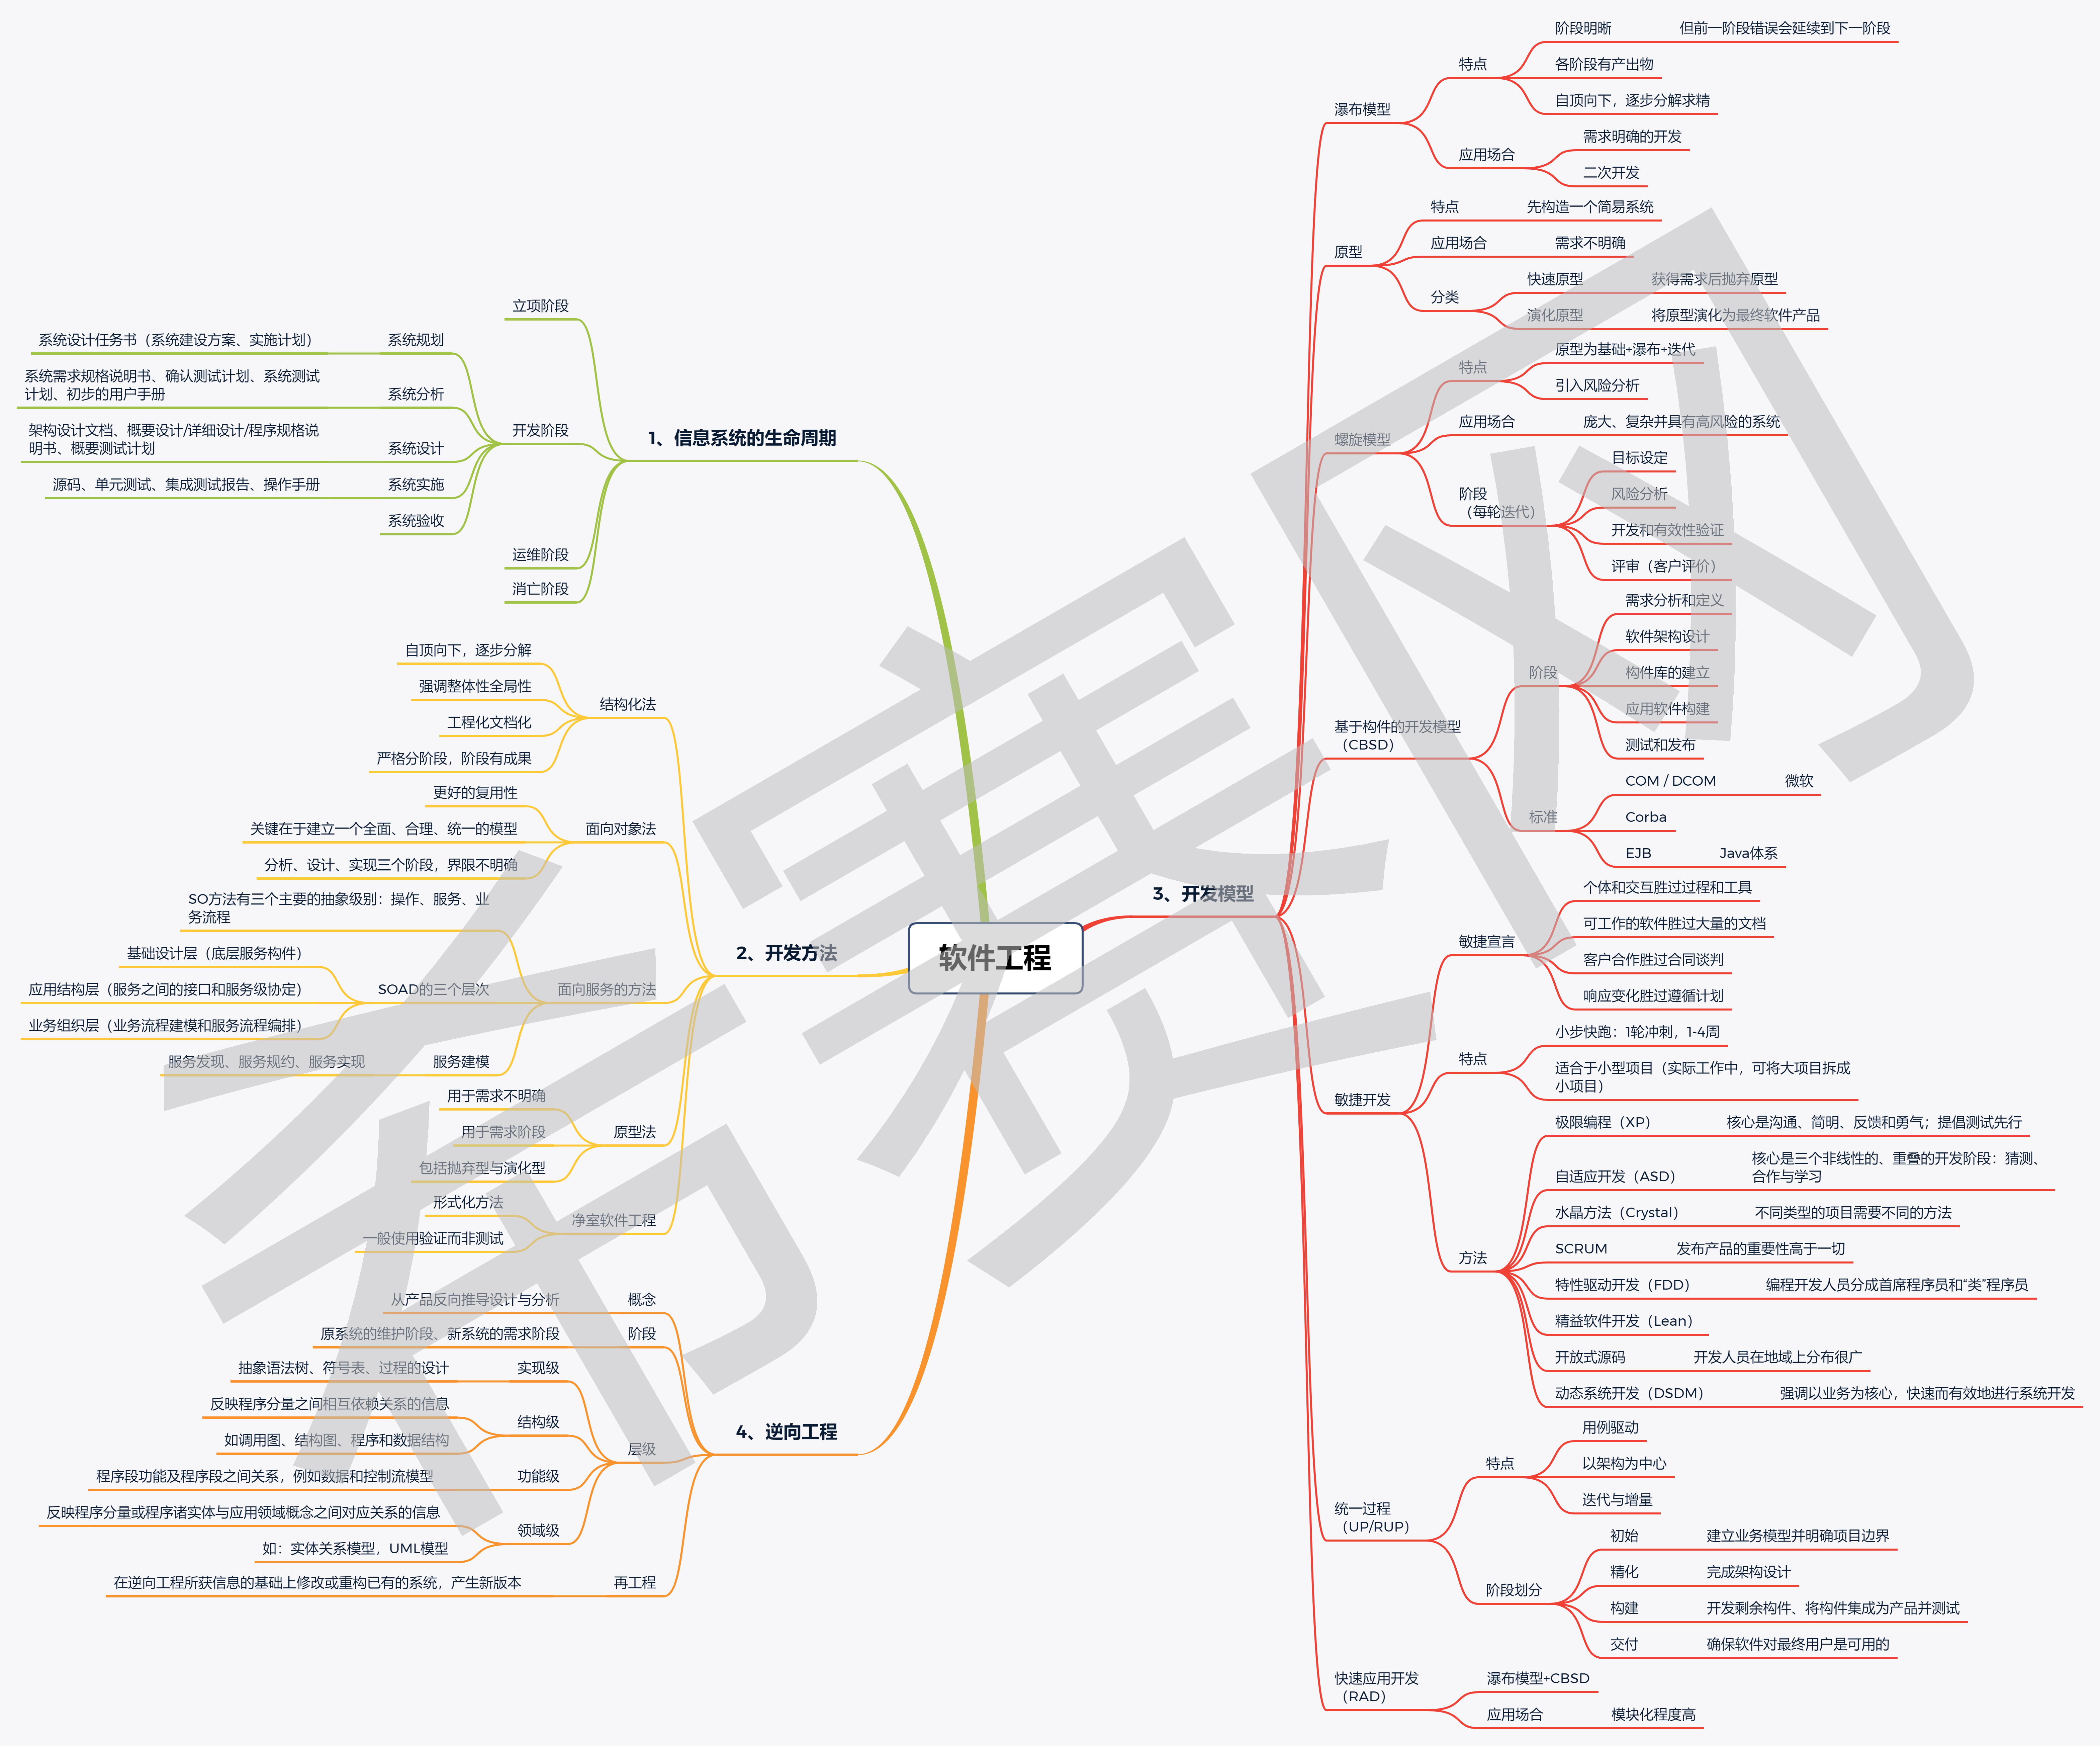 软件工程
1、信息系统的生命周期
立项阶段
开发阶段
系统规划
系统设计任务书（系统建设方案、实施计划）
系统分析
系统需求规格说明书、确认测试计划、系统测试
计划、初步的用户手册
系统设计
架构设计文档、概要设计/详细设计/程序规格说
明书、概要测试计划
系统实施
源码、单元测试、集成测试报告、操作手册
系统验收
运维阶段
消亡阶段
2、开发方法
结构化法
自顶向下，逐步分解
强调整体性全局性
工程化文档化
严格分阶段，阶段有成果
面向对象法
更好的复用性
关键在于建立一个全面、合理、统一的模型
分析、设计、实现三个阶段，界限不明确
面向服务的方法
SO方法有三个主要的抽象级别：操作、服务、业
务流程
SOAD的三个层次
基础设计层（底层服务构件）
应用结构层（服务之间的接口和服务级协定）
业务组织层（业务流程建模和服务流程编排）
服务建模
服务发现、服务规约、服务实现
原型法
用于需求不明确
用于需求阶段
包括抛弃型与演化型
净室软件工程
形式化方法
一般使用验证而非测试
3、开发模型
瀑布模型
特点
阶段明晰
但前一阶段错误会延续到下一阶段
各阶段有产出物
自顶向下，逐步分解求精
应用场合
需求明确的开发
二次开发
原型
特点
先构造一个简易系统
应用场合
需求不明确
分类
快速原型
获得需求后抛弃原型
演化原型
将原型演化为最终软件产品
螺旋模型
特点
原型为基础+瀑布+迭代
引入风险分析
应用场合
庞大、复杂并具有高风险的系统
阶段
（每轮迭代）
目标设定
风险分析
开发和有效性验证
评审（客户评价）
基于构件的开发模型
（CBSD）
阶段
需求分析和定义
软件架构设计
构件库的建立
应用软件构建
测试和发布
标准
COM / DCOM
微软
Corba
EJB
Java体系
敏捷开发
敏捷宣言
个体和交互胜过过程和工具
可工作的软件胜过大量的文档
客户合作胜过合同谈判
响应变化胜过遵循计划
特点
小步快跑：1轮冲刺，1-4周
适合于小型项目（实际工作中，可将大项目拆成
小项目）
方法
极限编程（XP）
核心是沟通、简明、反馈和勇气；提倡测试先行
自适应开发（ASD）
核心是三个非线性的、重叠的开发阶段：猜测、
合作与学习
水晶方法（Crystal）
不同类型的项目需要不同的方法
SCRUM
发布产品的重要性高于一切
特性驱动开发（FDD）
编程开发人员分成首席程序员和“类”程序员
精益软件开发（Lean）
开放式源码
开发人员在地域上分布很广
动态系统开发（DSDM）
强调以业务为核心，快速而有效地进行系统开发
统一过程
（UP/RUP）
特点
用例驱动
以架构为中心
迭代与增量
阶段划分
初始
建立业务模型并明确项目边界
精化
完成架构设计
构建
开发剩余构件、将构件集成为产品并测试
交付
确保软件对最终用户是可用的
快速应用开发
（RAD）
瀑布模型+CBSD
应用场合
模块化程度高
4、逆向工程
概念
从产品反向推导设计与分析
阶段
原系统的维护阶段、新系统的需求阶段
层级
实现级
抽象语法树、符号表、过程的设计
结构级
反映程序分量之间相互依赖关系的信息
如调用图、结构图、程序和数据结构
功能级
程序段功能及程序段之间关系，例如数据和控制流模型
领域级
反映程序分量或程序诸实体与应用领域概念之间对应关系的信息
如：实体关系模型，UML模型
再工程
在逆向工程所获信息的基础上修改或重构已有的系统，产生新版本
希赛网